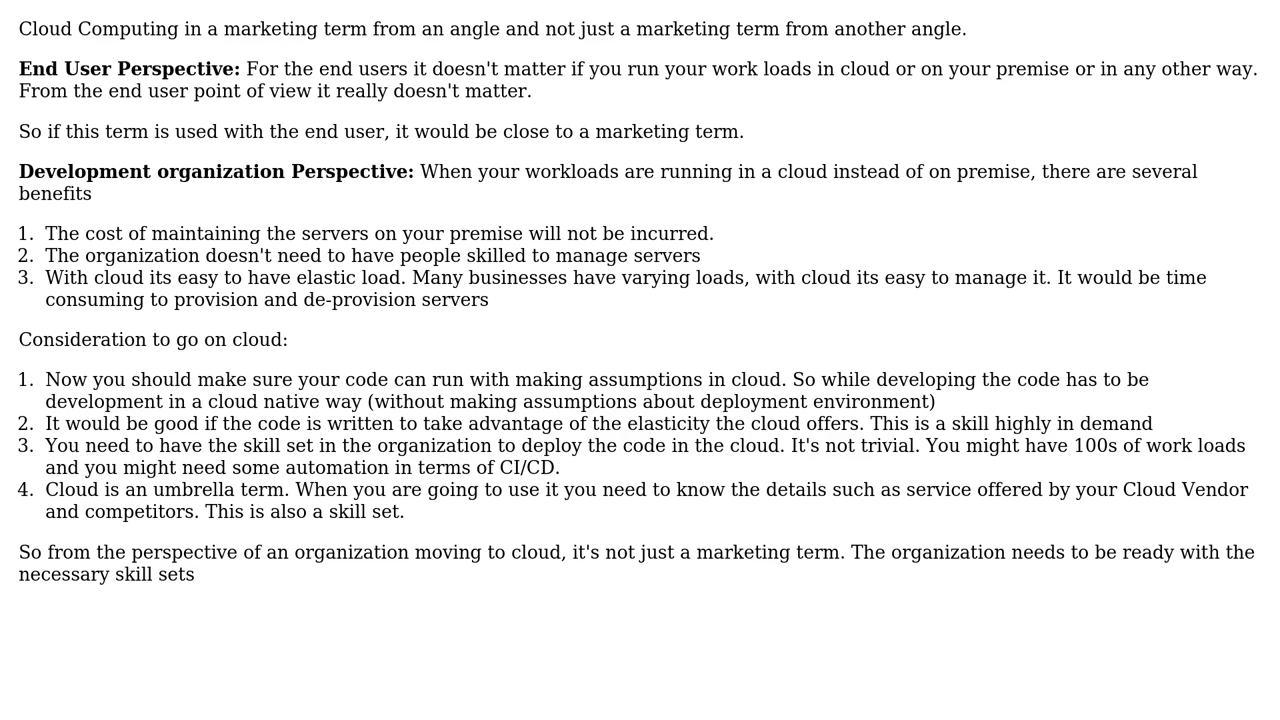 Cloud Computing in a marketing term from an angle and not just a marketing term from another angle.
End User Perspective: For the end users it doesn't matter if you run your work loads in cloud or on your premise or in any other way.
From the end user point of view it really doesn't matter.
So if this term is used with the end user, it would be close to a marketing term.
Development organization Perspective: When your workloads are running in a cloud instead of on premise, there are several
benefits
1. The cost of maintaining the servers on your premise will not be incurred.
2. The organization doesn't need to have people skilled to manage servers
3. With cloud its easy to have elastic load. Many businesses have varying loads, with cloud its easy to manage it. It would be time
consuming to provision and de-provision servers
Consideration to go on cloud:
1. Now you should make sure your code can run with making assumptions in cloud. So while developing the code has to be
development in a cloud native way (without making assumptions about deployment environment)
2. It would be good if the code is written to take advantage of the elasticity the cloud offers. This is a skill highly in demand
3. You need to have the skill set in the organization to deploy the code in the cloud. It's not trivial. You might have 100s of work loads
and you might need some automation in terms of CI/CD.
4. Cloud is an umbrella term. When you are going to use it you need to know the details such as service offered by your Cloud Vendor
and competitors. This is also a skill set.
So from the perspective of an organization moving to cloud, it's not just a marketing term. The organization needs to be ready with the
necessary skill sets